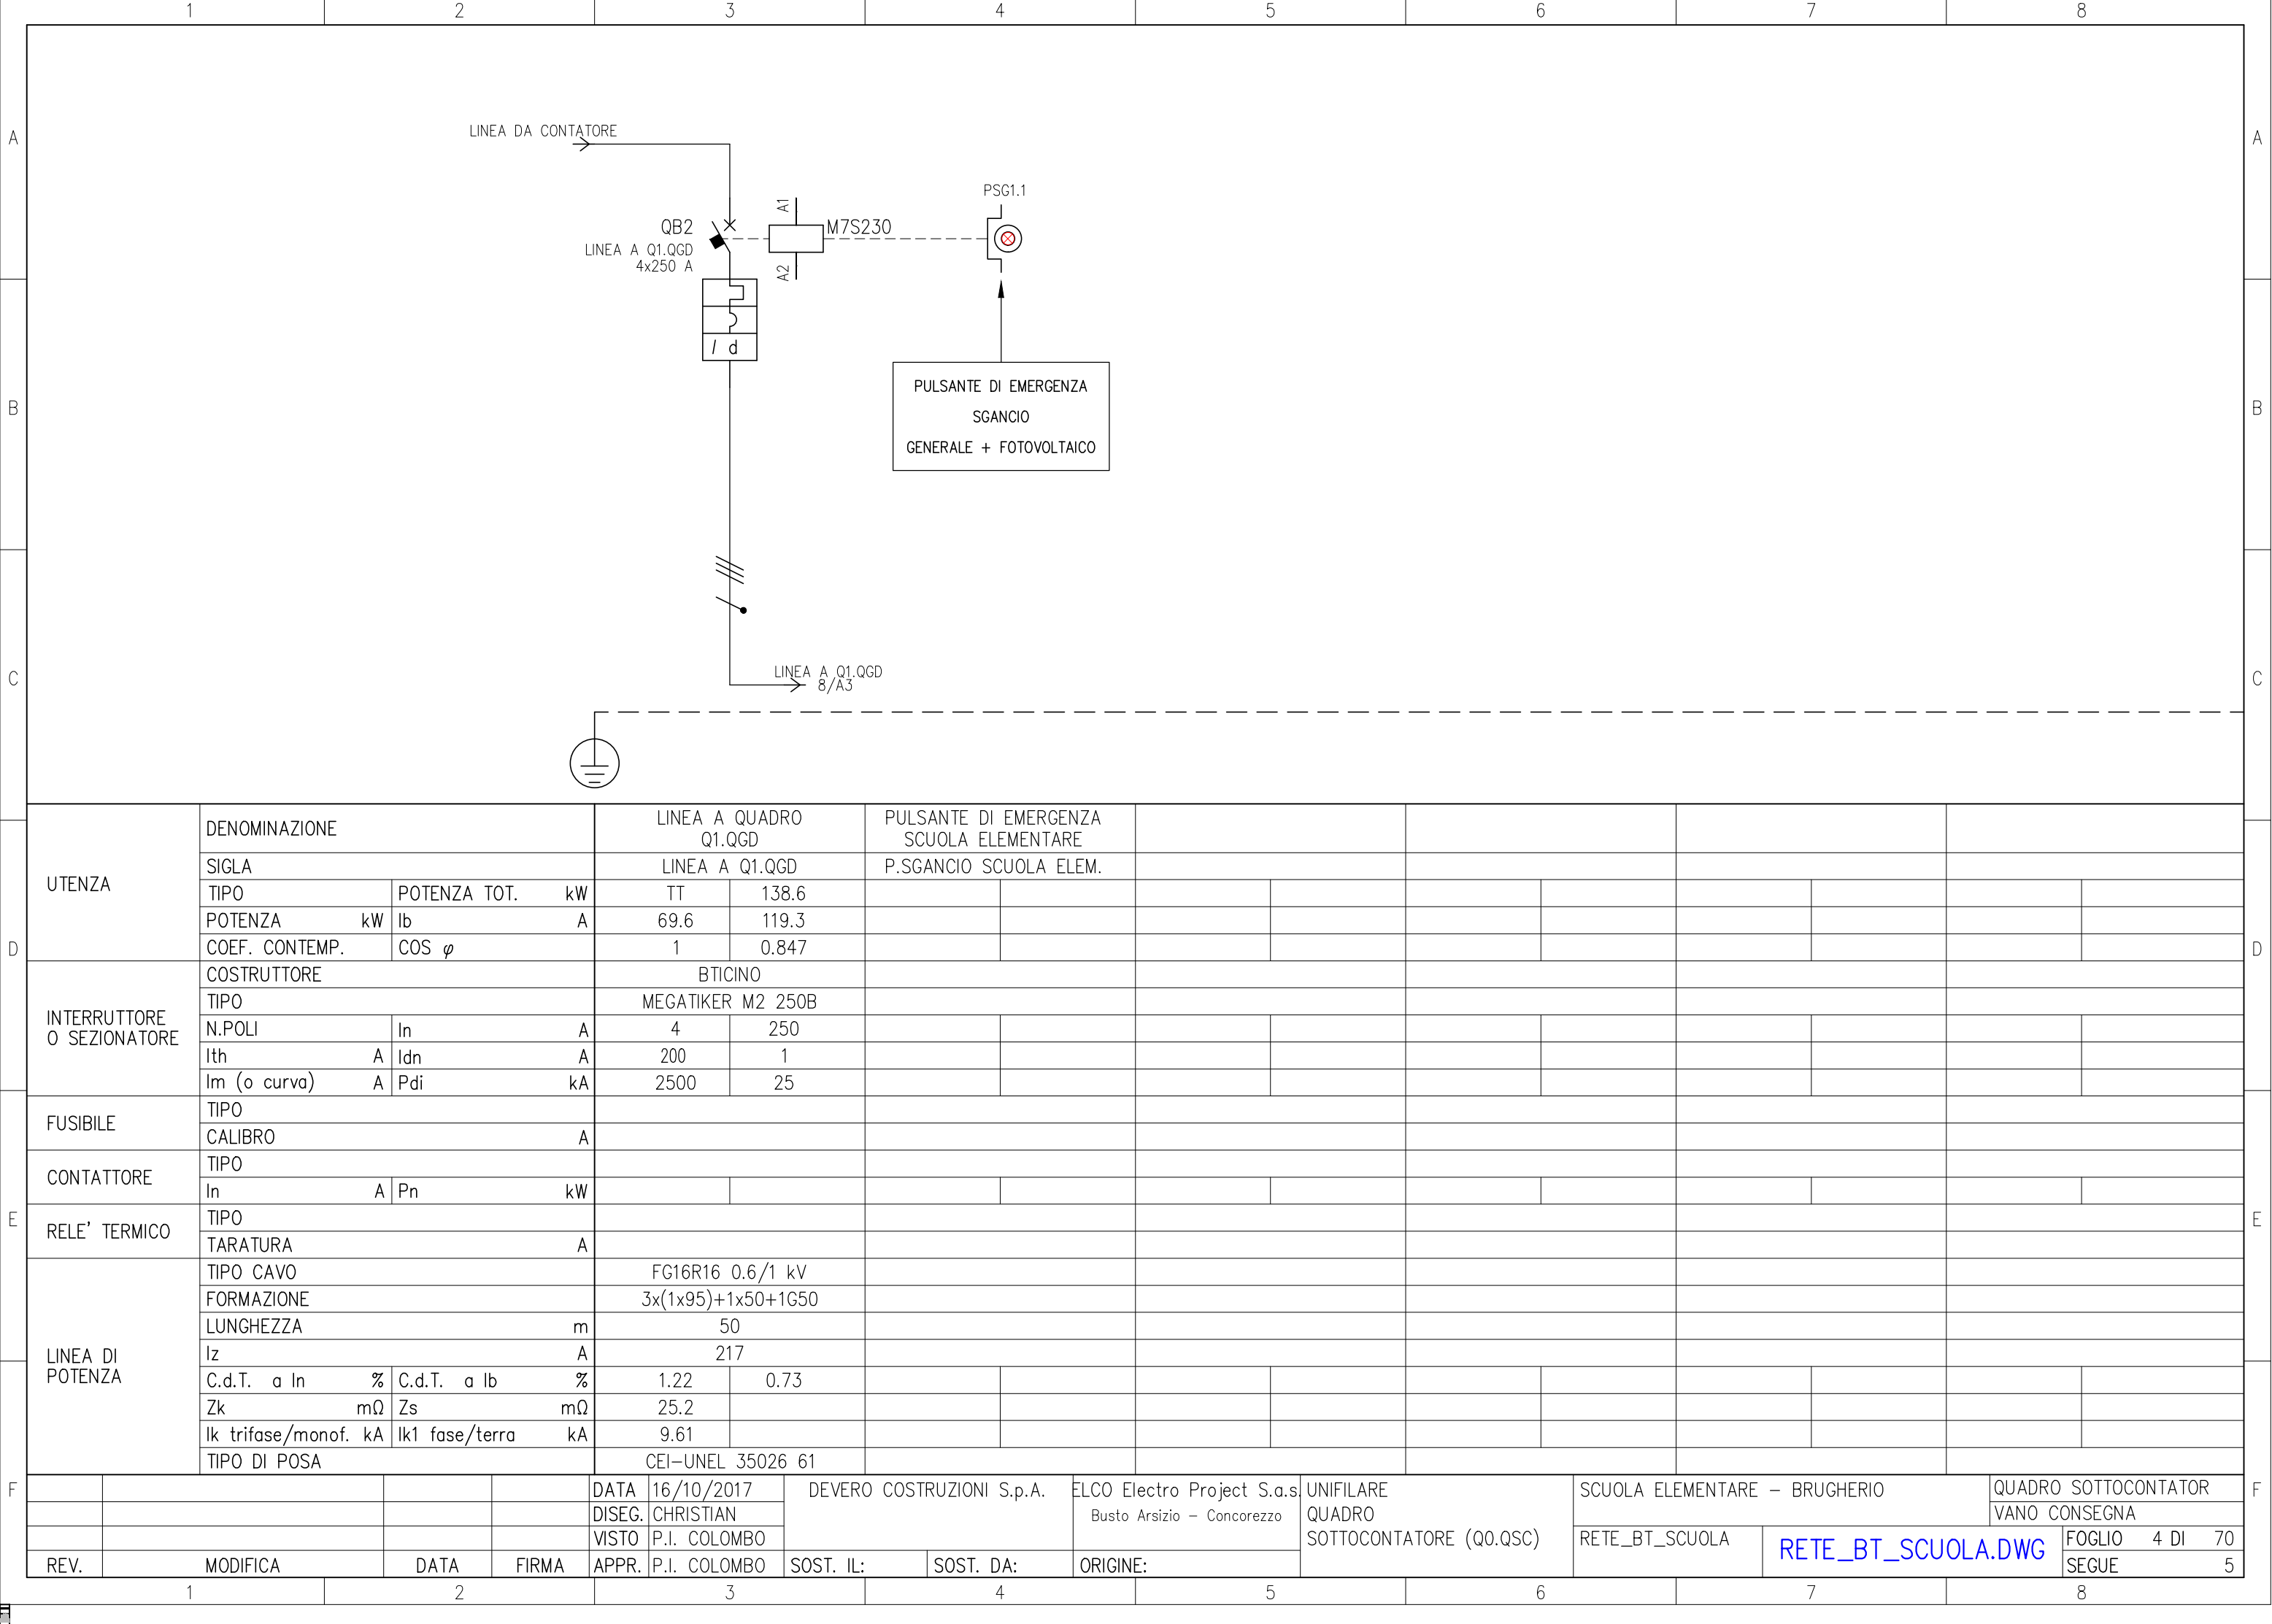 1 2 3 4 5 6 7 8
A A
LINEA DA CONTATORE
PSG1.1
A1
QB2
M7S230
LINEA A Q1.QGD
4x250 A
A2
I d
PULSANTE DI EMERGENZA
SGANCIO
GENERALE + FOTOVOLTAICO
B B
LINEA A Q1.QGD
8/A3
C C
UTENZA
DENOMINAZIONE LINEA A QUADRO PULSANTE DI EMERGENZA
Q1.QGD SCUOLA ELEMENTARE
SIGLA LINEA A Q1.QGD P.SGANCIO SCUOLA ELEM.
TIPO POTENZA TOT. kW TT 138.6
POTENZA kW Ib A 69.6 119.3
D COEF. CONTEMP. COS φ 1 0.847 D
INTERRUTTORE
O SEZIONATORE
COSTRUTTORE BTICINO
TIPO MEGATIKER M2 250B
N.POLI In A 4 250
Ith A Idn A 200 1
Im (o curva) A Pdi kA 2500 25
FUSIBILE
TIPO
CALIBRO A
CONTATTORE
TIPO
In A Pn kW
E E
RELE' TERMICO
TIPO
TARATURA A
LINEA DI
POTENZA
TIPO CAVO FG16R16 0.6/1 kV
FORMAZIONE 3x(1x95)+1x50+1G50
LUNGHEZZA m 50
Iz A 217
C.d.T. a In % C.d.T. a Ib % 1.22 0.73
Zk mΩ Zs mΩ 25.2
Ik trifase/monof. kA Ik1 fase/terra kA 9.61
TIPO DI POSA CEI-UNEL 35026 61
F F
REV. MODIFICA DATA FIRMA
DATA 16/10/2017
DISEG. CHRISTIAN
VISTO P.I. COLOMBO
APPR. P.I. COLOMBO
DEVERO COSTRUZIONI S.p.A.
SOST. IL: SOST. DA: ORIGINE:
ELCO Electro Project S.a.s.
Busto Arsizio - Concorezzo
UNIFILARE
QUADRO
SOTTOCONTATORE (Q0.QSC)
SCUOLA ELEMENTARE - BRUGHERIO
RETE_BT_SCUOLA
RETE_BT_SCUOLA.DWG
QUADRO SOTTOCONTATOR
VANO CONSEGNA
FOGLIO 4 DI 70
SEGUE 5
1 2 3 4 5 6 7 8